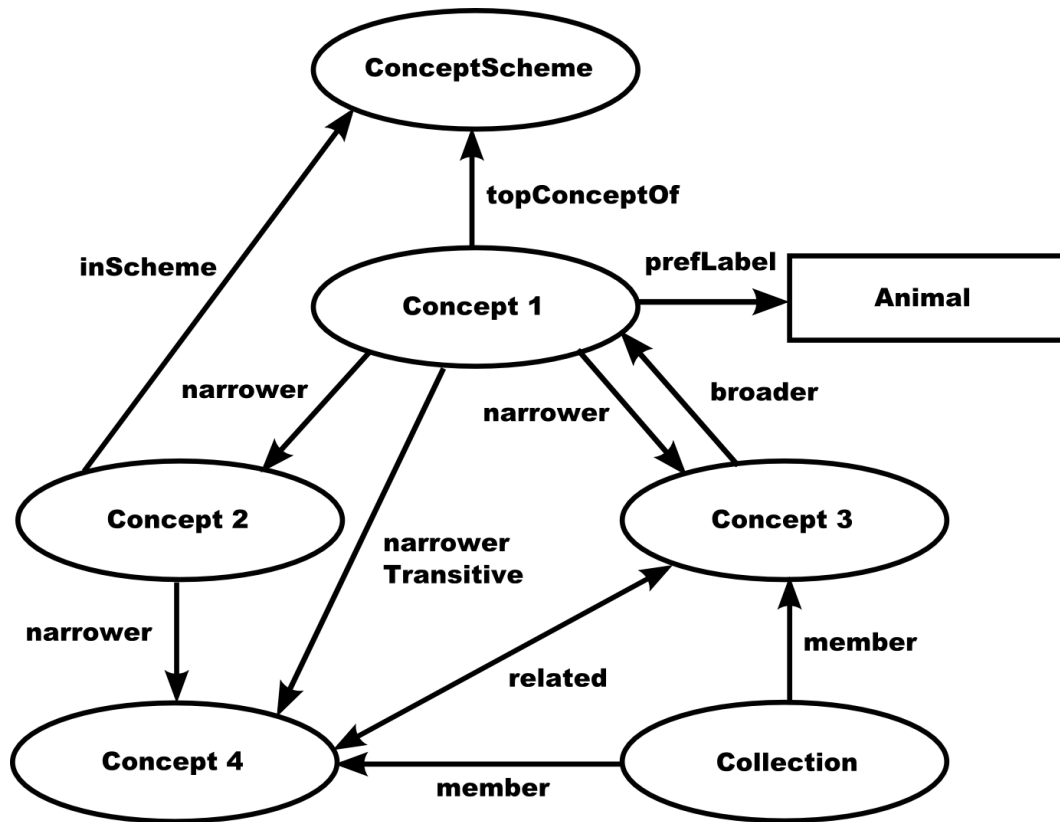 ConceptScheme
topConceptOf
inScheme
prefLabel
Concept 1
Animal
narrower
narrower
broader
Concept 2
Concept 3
narrower
Transitive
narrower
related
member
Concept 4
Collection
member